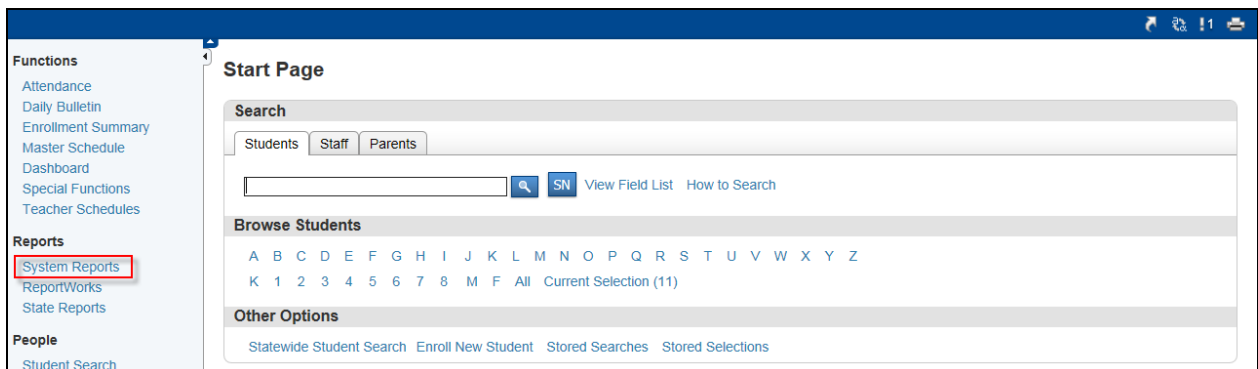 !1
Functions
Attendance
Daily Bulletin
Enrollment Summary
Master Schedule
Dashboard
Special Functions
Teacher Schedules
Reports
System Reports
ReportWorks
State Reports
People
Student Search
Start Page
Search
Students Staff Parents
SN View Field List How to Search
Browse Students
A B C D E F G H I J K L M N O P Q R S T U V W X Y Z
K 1 2 3 4 5 6 7 8 M F All Current Selection (11)
Other Options
Statewide Student Search Enroll New Student Stored Searches Stored Selections